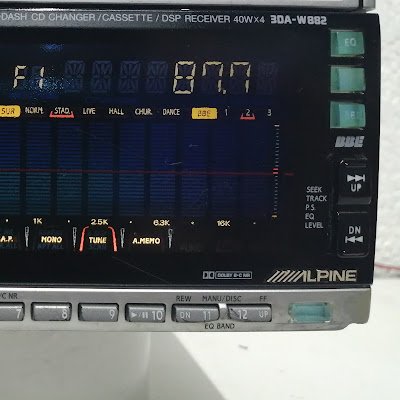 -DASH CD CHANGER/CASSETTE/DSP RECEIVER 40W×4 3DA-W882
EQ
F1 87.7
SUR NORM. STAD. LIVE HALL CHUR. DANCE BBE 1 2 3
BBE
UP
SEEK
TRACK
P.S.
EQ
LEVEL
DN
1K 2.5K 6.3K 16K
A.P. MONO TUNE A.MEMO
DOLBY B·C NR
ALPINE
/C NR REW MANU/DISC FF
7 8 9 10 DN 11 12 UP
EQ BAND